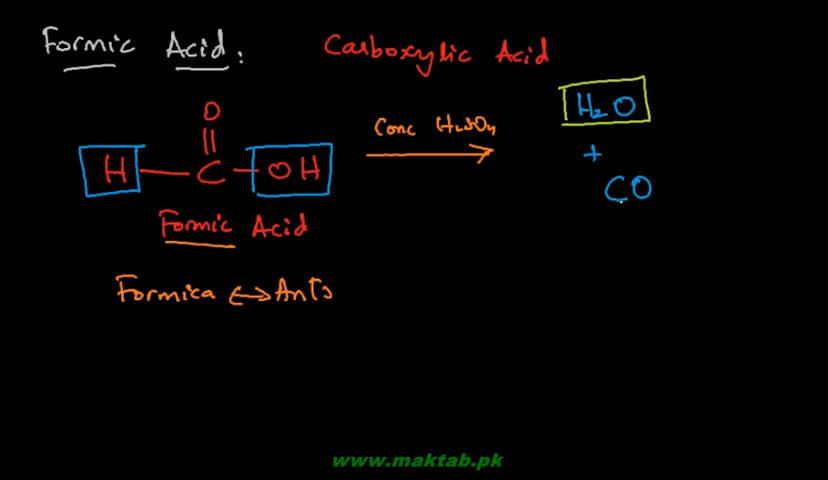 Formic Acid: Carboxylic Acid
O
||
H — C — OH
Conc H₂SO₄
H₂O
+
CO
Formic Acid
Formica ↔ Ants
www.maktab.pk